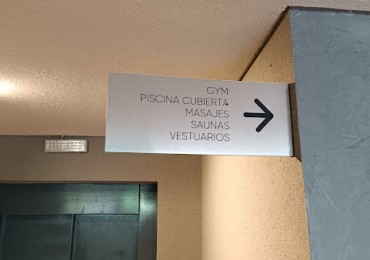 GYM
PISCINA CUBIERTA
MASAJES
SAUNAS
VESTUARIOS